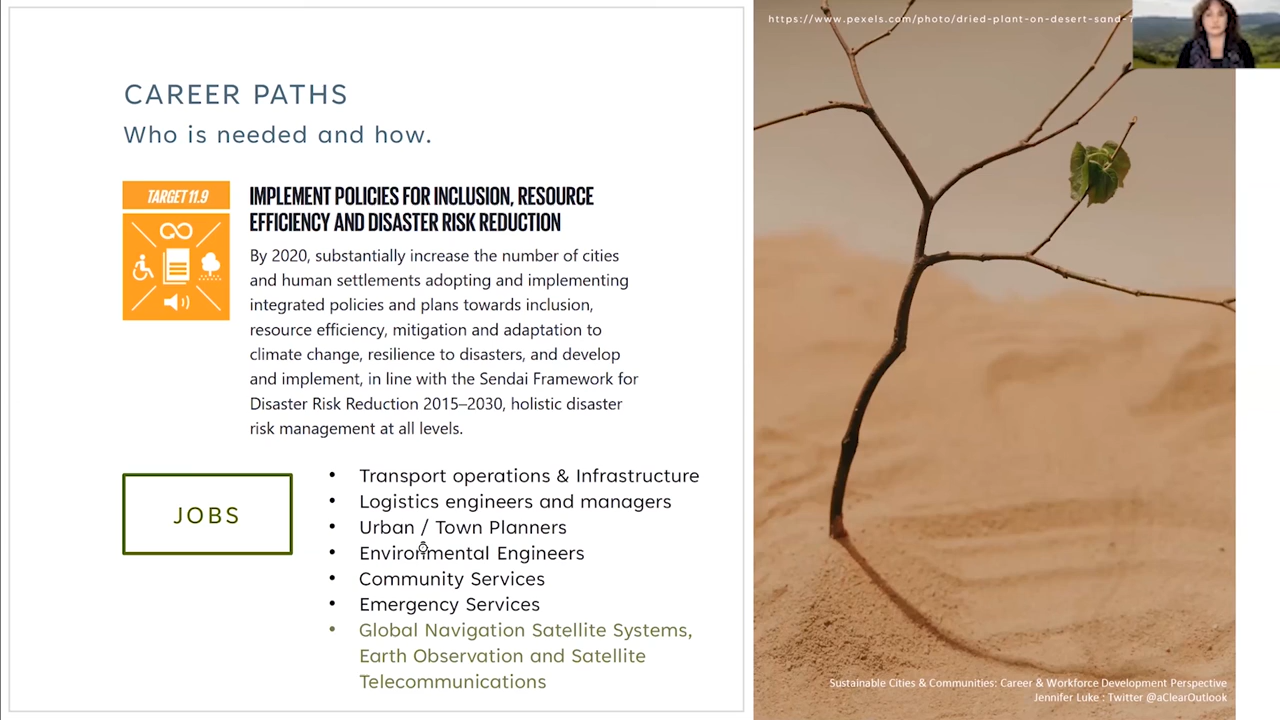 https://www.pexels.com/photo/dried-plant-on-desert-sand-
CAREER PATHS
Who is needed and how.
TARGET 11.9
IMPLEMENT POLICIES FOR INCLUSION, RESOURCE
EFFICIENCY AND DISASTER RISK REDUCTION
By 2020, substantially increase the number of cities
and human settlements adopting and implementing
integrated policies and plans towards inclusion,
resource efficiency, mitigation and adaptation to
climate change, resilience to disasters, and develop
and implement, in line with the Sendai Framework for
Disaster Risk Reduction 2015–2030, holistic disaster
risk management at all levels.
JOBS
• Transport operations & Infrastructure
• Logistics engineers and managers
• Urban / Town Planners
• Environmental Engineers
• Community Services
• Emergency Services
• Global Navigation Satellite Systems,
Earth Observation and Satellite
Telecommunications
Sustainable Cities & Communities: Career & Workforce Development Perspective
Jennifer Luke : Twitter @aClearOutlook